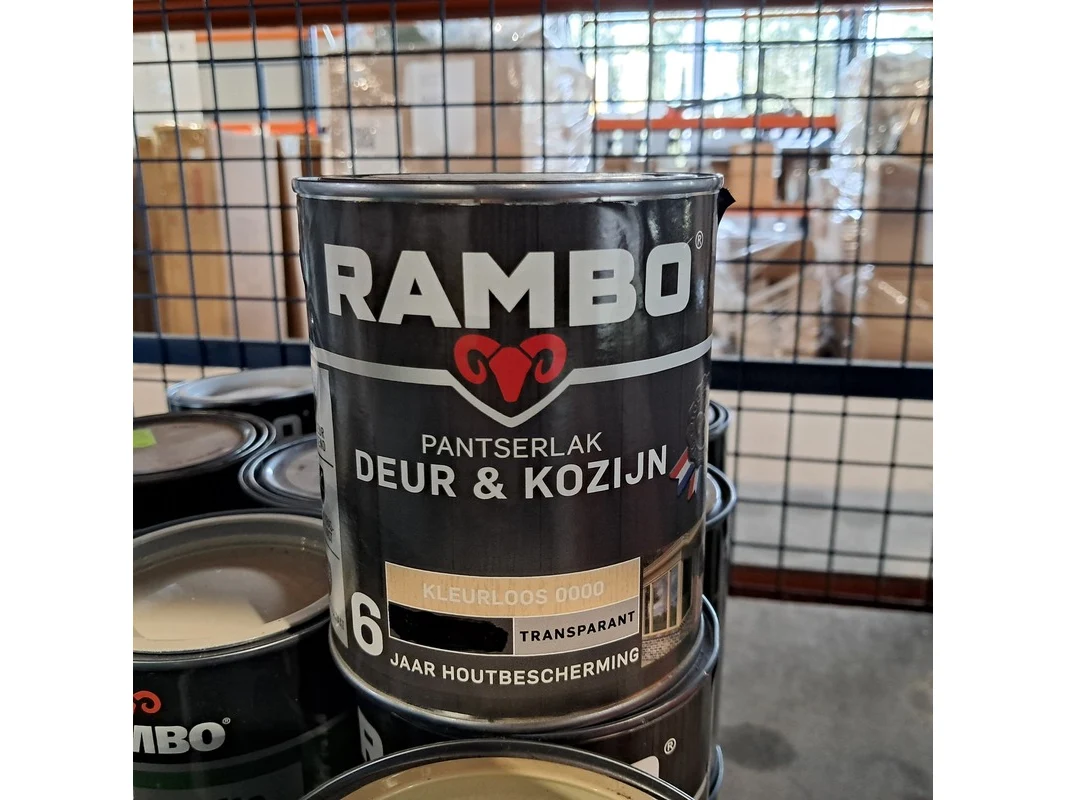 RAMBO®
PANTSERLAK
DEUR & KOZIJN
KLEURLOOS 0000
TRANSPARANT
6
JAAR HOUTBESCHERMING
MBO®
R
®